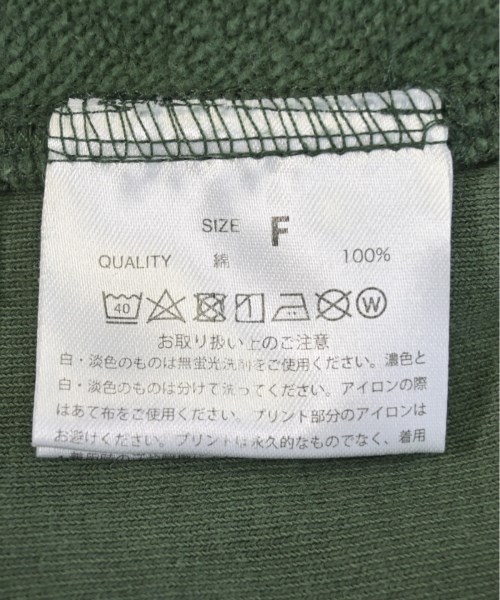 SIZE F
QUALITY 綿 100%
40 W
お取り扱い上のご注意
白・淡色のものは無蛍光洗剤をご使用ください。濃色と
白・淡色のものは分けて洗ってください。アイロンの際
はあて布をご使用ください。プリント部分のアイロンは
お避けください。プリントは永久的なものでなく、着用